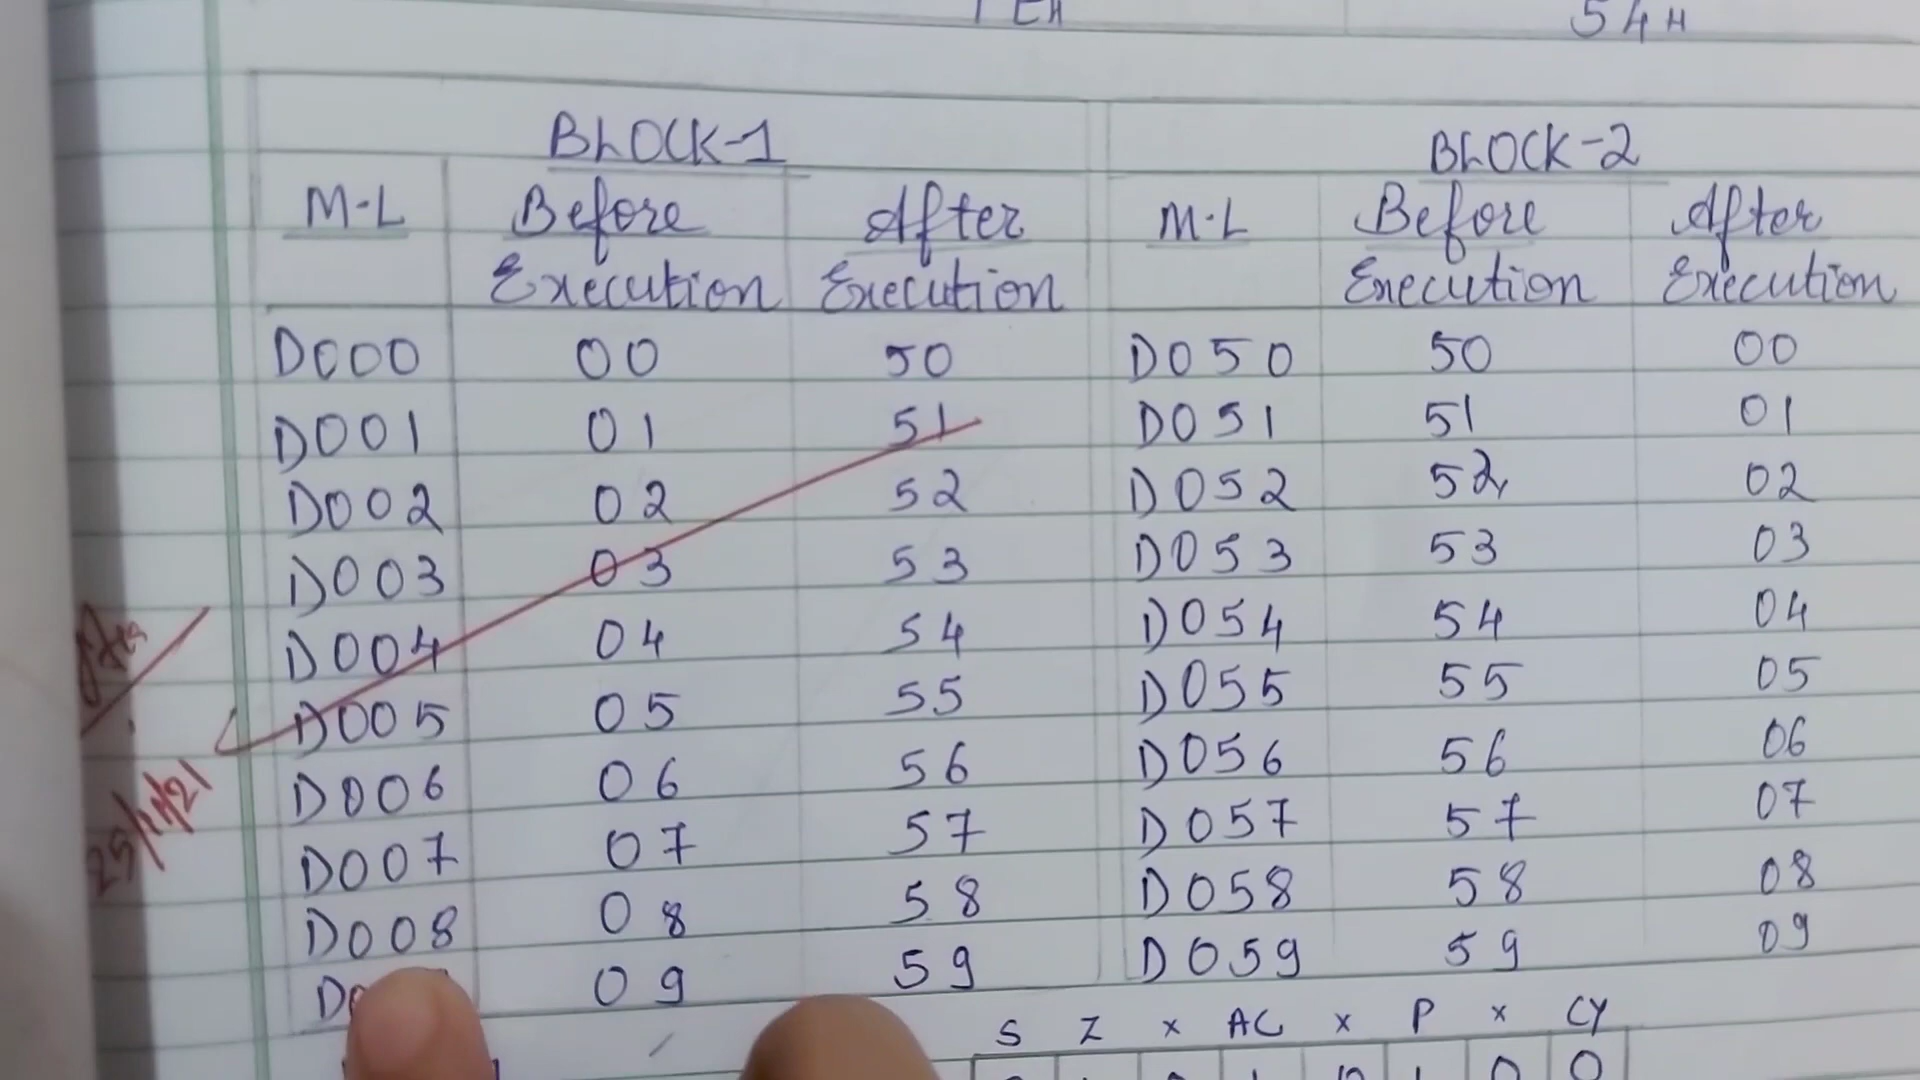 54H
BLOCK-1 BLOCK-2
M.L Before Execution After Execution M.L Before Execution After Execution
D000 00 50 D050 50 00
D001 01 51 D051 51 01
D002 02 52 D052 52 02
D003 03 53 D053 53 03
D004 04 54 D054 54 04
D005 05 55 D055 55 05
D006 06 56 D056 56 06
D007 07 57 D057 57 07
D008 08 58 D058 58 08
09 59 D059 59 09
S Z x AC x P x CY